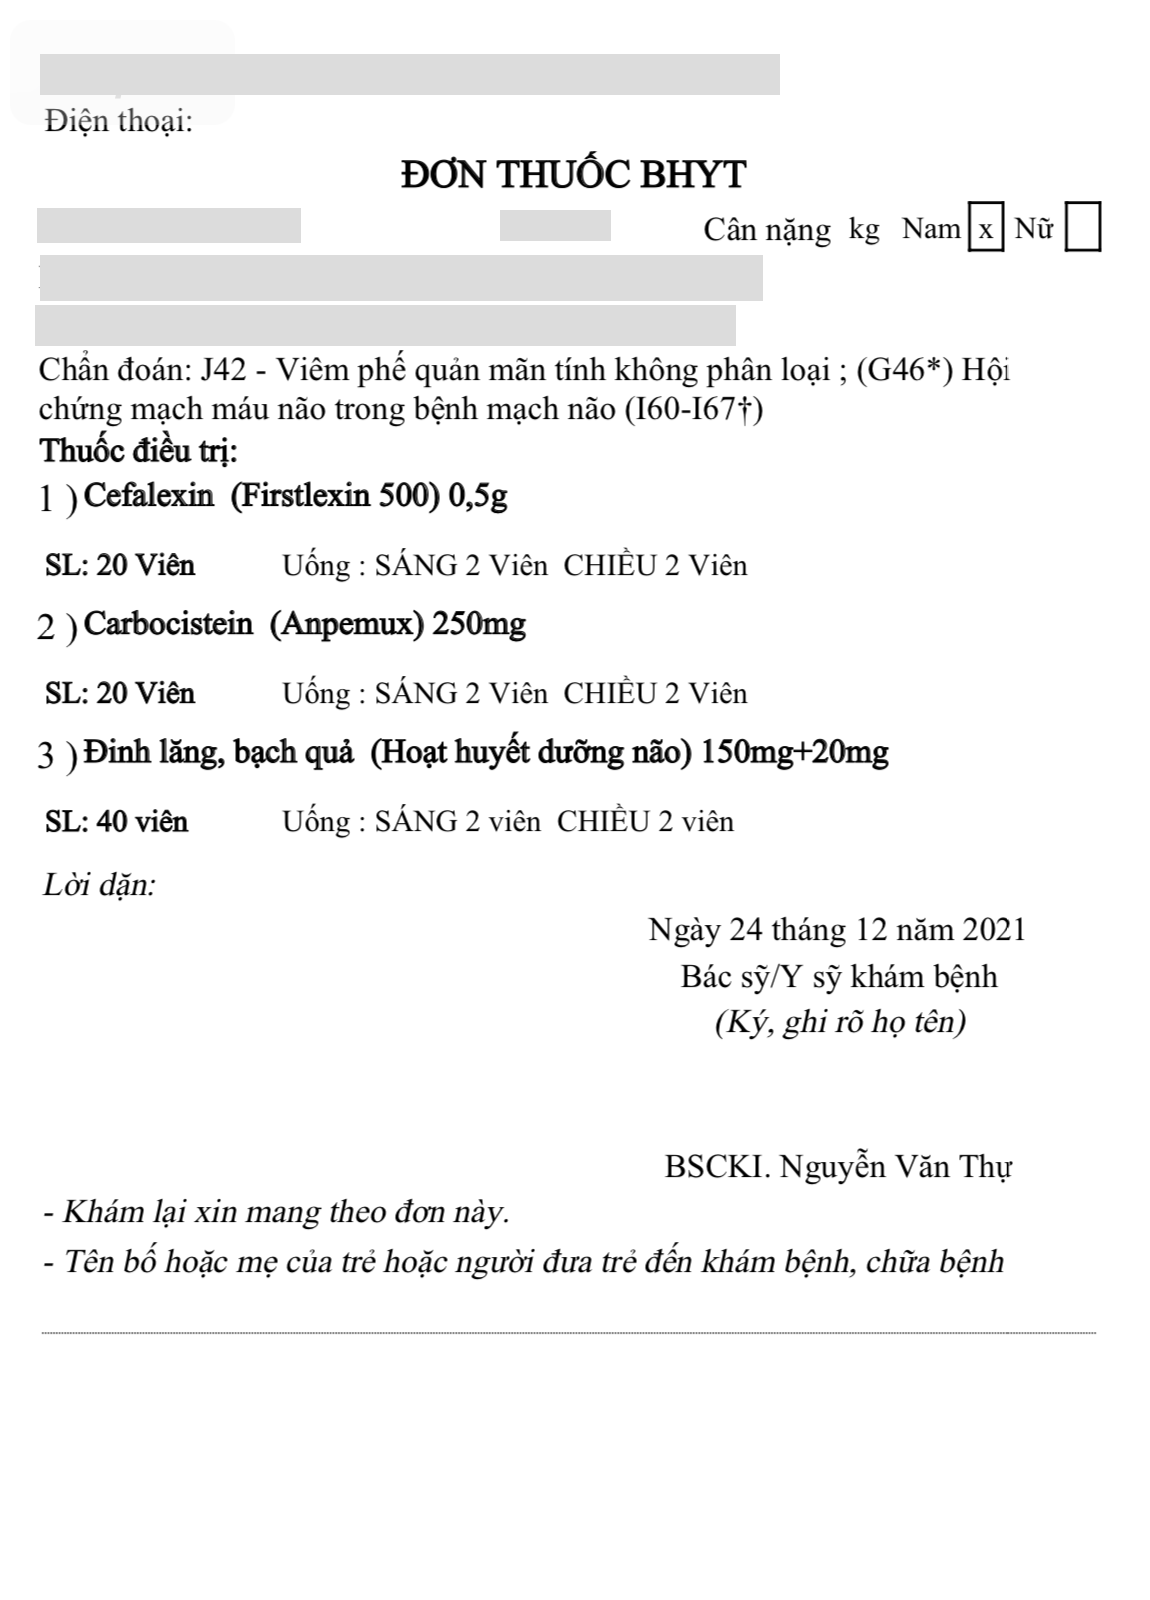 Điện thoại:
ĐƠN THUỐC BHYT
Cân nặng kg Nam x Nữ
Chẩn đoán: J42 - Viêm phế quản mãn tính không phân loại ; (G46*) Hội
chứng mạch máu não trong bệnh mạch não (I60-I67†)
Thuốc điều trị:
1 ) Cefalexin (Firstlexin 500) 0,5g
SL: 20 Viên Uống : SÁNG 2 Viên CHIỀU 2 Viên
2 ) Carbocistein (Anpemux) 250mg
SL: 20 Viên Uống : SÁNG 2 Viên CHIỀU 2 Viên
3 ) Đinh lăng, bạch quả (Hoạt huyết dưỡng não) 150mg+20mg
SL: 40 viên Uống : SÁNG 2 viên CHIỀU 2 viên
Lời dặn:
Ngày 24 tháng 12 năm 2021
Bác sỹ/Y sỹ khám bệnh
(Ký, ghi rõ họ tên)
BSCKI. Nguyễn Văn Thự
- Khám lại xin mang theo đơn này.
- Tên bố hoặc mẹ của trẻ hoặc người đưa trẻ đến khám bệnh, chữa bệnh